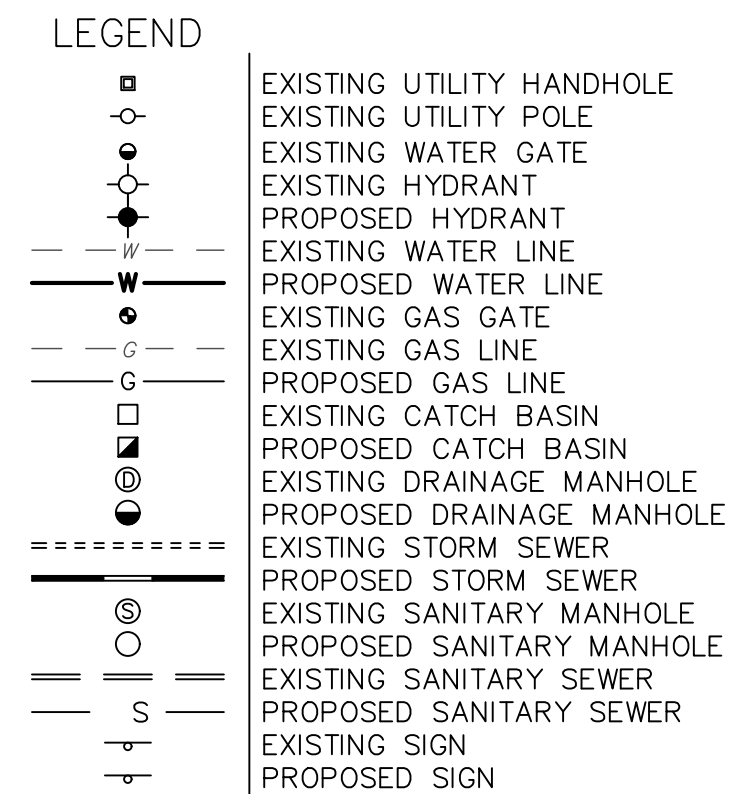 LEGEND
EXISTING UTILITY HANDHOLE
EXISTING UTILITY POLE
EXISTING WATER GATE
EXISTING HYDRANT
PROPOSED HYDRANT
W EXISTING WATER LINE
W PROPOSED WATER LINE
EXISTING GAS GATE
G EXISTING GAS LINE
G PROPOSED GAS LINE
EXISTING CATCH BASIN
PROPOSED CATCH BASIN
D EXISTING DRAINAGE MANHOLE
PROPOSED DRAINAGE MANHOLE
EXISTING STORM SEWER
PROPOSED STORM SEWER
S EXISTING SANITARY MANHOLE
PROPOSED SANITARY MANHOLE
EXISTING SANITARY SEWER
S PROPOSED SANITARY SEWER
EXISTING SIGN
PROPOSED SIGN